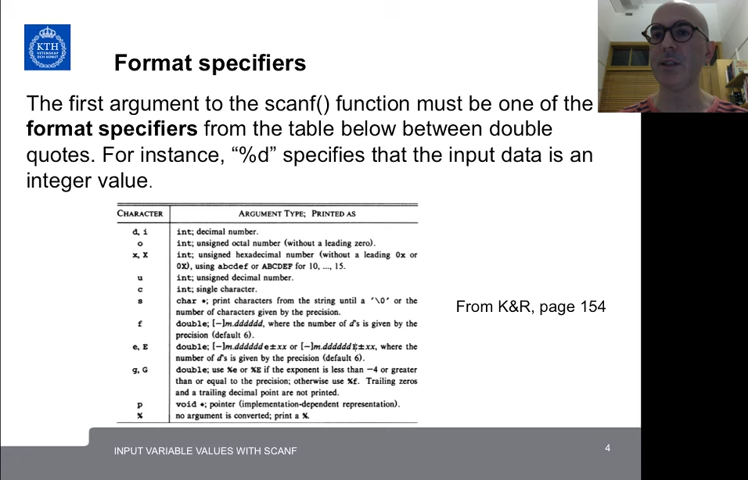 KTH
VETENSKAP
OCH KONST
Format specifiers
The first argument to the scanf() function must be one of the
format specifiers from the table below between double
quotes. For instance, “%d” specifies that the input data is an
integer value.
CHARACTER ARGUMENT TYPE; PRINTED AS
d, i int; decimal number.
o int; unsigned octal number (without a leading zero).
x, X int; unsigned hexadecimal number (without a leading 0x or
0X), using abcdef or ABCDEF for 10, ..., 15.
u int; unsigned decimal number.
c int; single character.
s char *; print characters from the string until a '\0' or the
number of characters given by the precision.
f double; [-]m.dddddd, where the number of d's is given by the
precision (default 6).
e, E double; [-]m.dddddde±xx or [-]m.ddddddE±xx, where the
number of d's is given by the precision (default 6).
g, G double; use %e or %E if the exponent is less than -4 or greater
than or equal to the precision; otherwise use %f. Trailing zeros
and a trailing decimal point are not printed.
p void *; pointer (implementation-dependent representation).
% no argument is converted; print a %.
From K&R, page 154
INPUT VARIABLE VALUES WITH SCANF 4